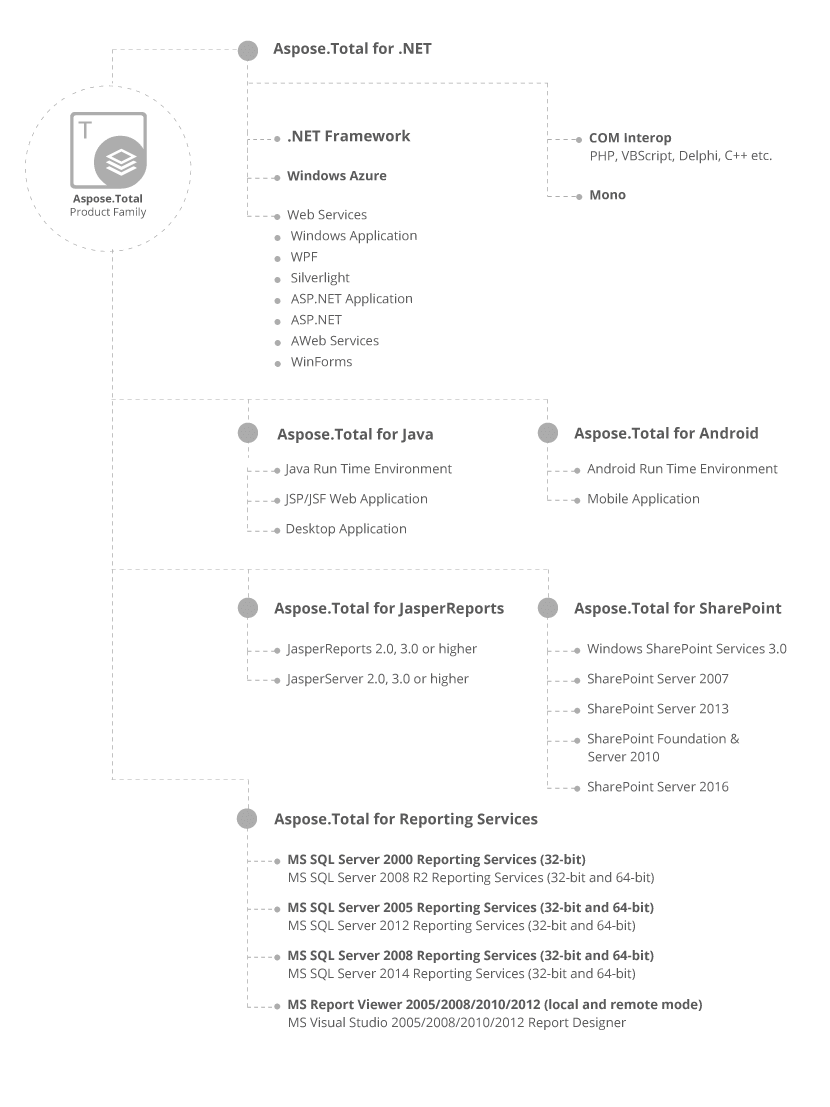 Aspose.Total for .NET
T
Aspose.Total
Product Family
.NET Framework
Windows Azure
Web Services
Windows Application
WPF
Silverlight
ASP.NET Application
ASP.NET
AWeb Services
WinForms
COM Interop
PHP, VBScript, Delphi, C++ etc.
Mono
Aspose.Total for Java
Java Run Time Environment
JSP/JSF Web Application
Desktop Application
Aspose.Total for Android
Android Run Time Environment
Mobile Application
Aspose.Total for JasperReports
JasperReports 2.0, 3.0 or higher
JasperServer 2.0, 3.0 or higher
Aspose.Total for SharePoint
Windows SharePoint Services 3.0
SharePoint Server 2007
SharePoint Server 2013
SharePoint Foundation &
Server 2010
SharePoint Server 2016
Aspose.Total for Reporting Services
MS SQL Server 2000 Reporting Services (32-bit)
MS SQL Server 2008 R2 Reporting Services (32-bit and 64-bit)
MS SQL Server 2005 Reporting Services (32-bit and 64-bit)
MS SQL Server 2012 Reporting Services (32-bit and 64-bit)
MS SQL Server 2008 Reporting Services (32-bit and 64-bit)
MS SQL Server 2014 Reporting Services (32-bit and 64-bit)
MS Report Viewer 2005/2008/2010/2012 (local and remote mode)
MS Visual Studio 2005/2008/2010/2012 Report Designer